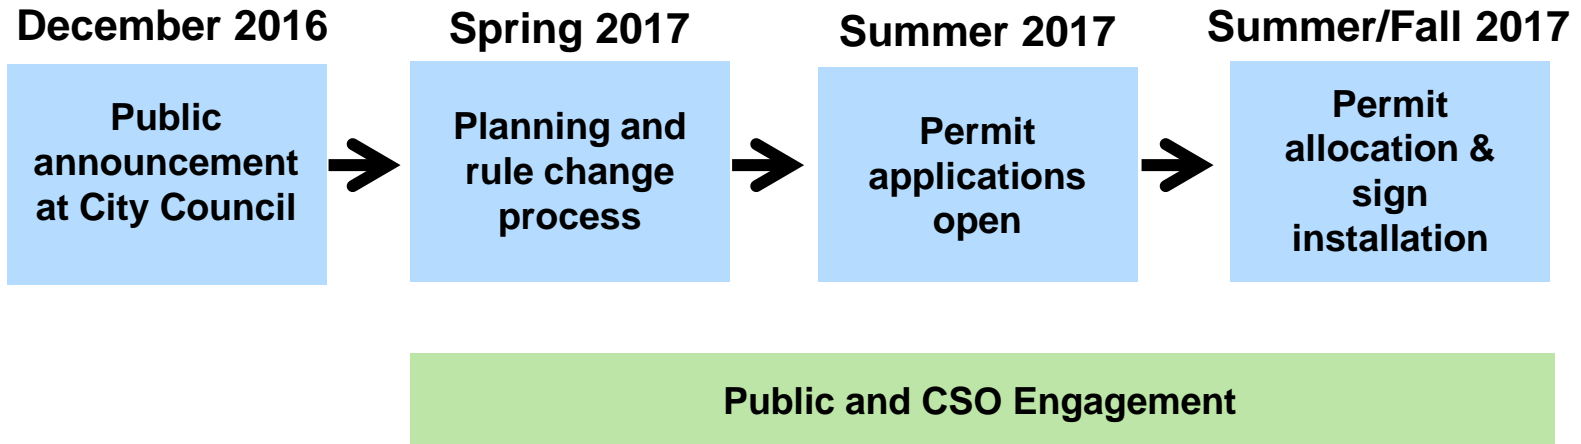 December 2016
Public
announcement
at City Council
Spring 2017
Planning and
rule change
process
Summer 2017
Permit
applications
open
Summer/Fall 2017
Permit
allocation &
sign
installation
Public and CSO Engagement